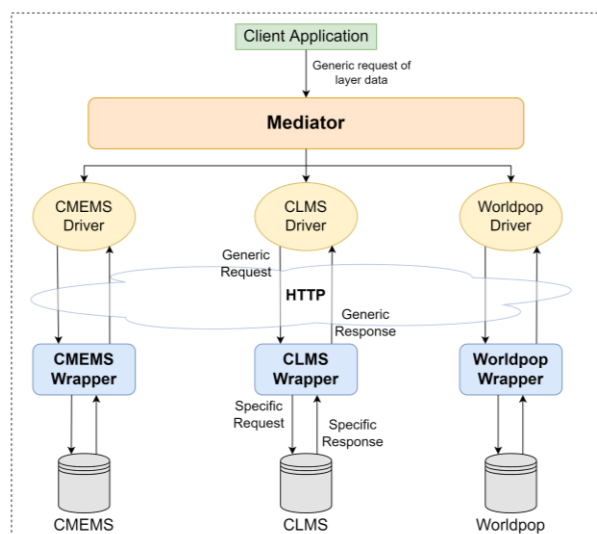 Client Application
Generic request of
layer data
Mediator
CMEMS
Driver
CLMS
Driver
Worldpop
Driver
Generic
Request
HTTP
Generic
Response
CMEMS
Wrapper
CLMS
Wrapper
Worldpop
Wrapper
Specific
Request
Specific
Response
CMEMS
CLMS
Worldpop